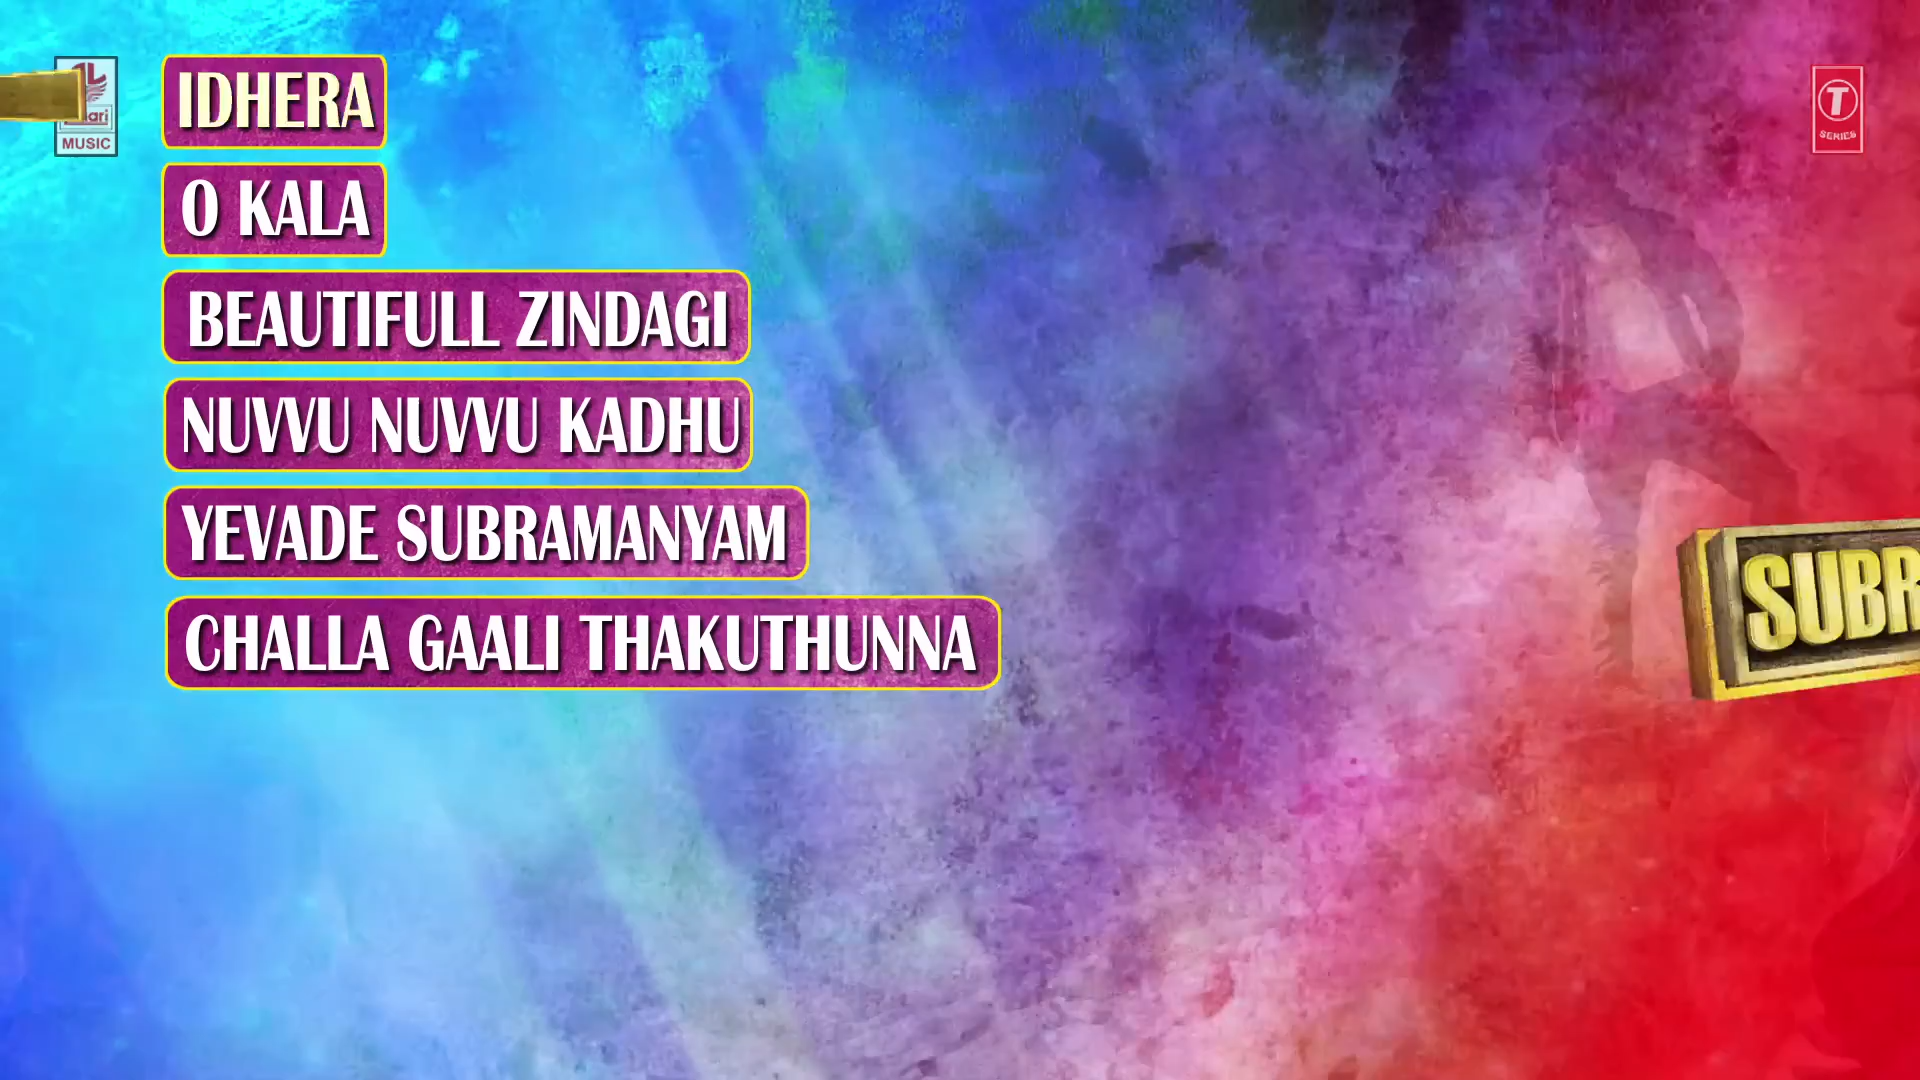 IDHERA
O KALA
BEAUTIFULL ZINDAGI
NUVVU NUVVU KADHU
YEVADE SUBRAMANYAM
CHALLA GAALI THAKUTHUNNA
MUSIC
T
SERIES
SUBR